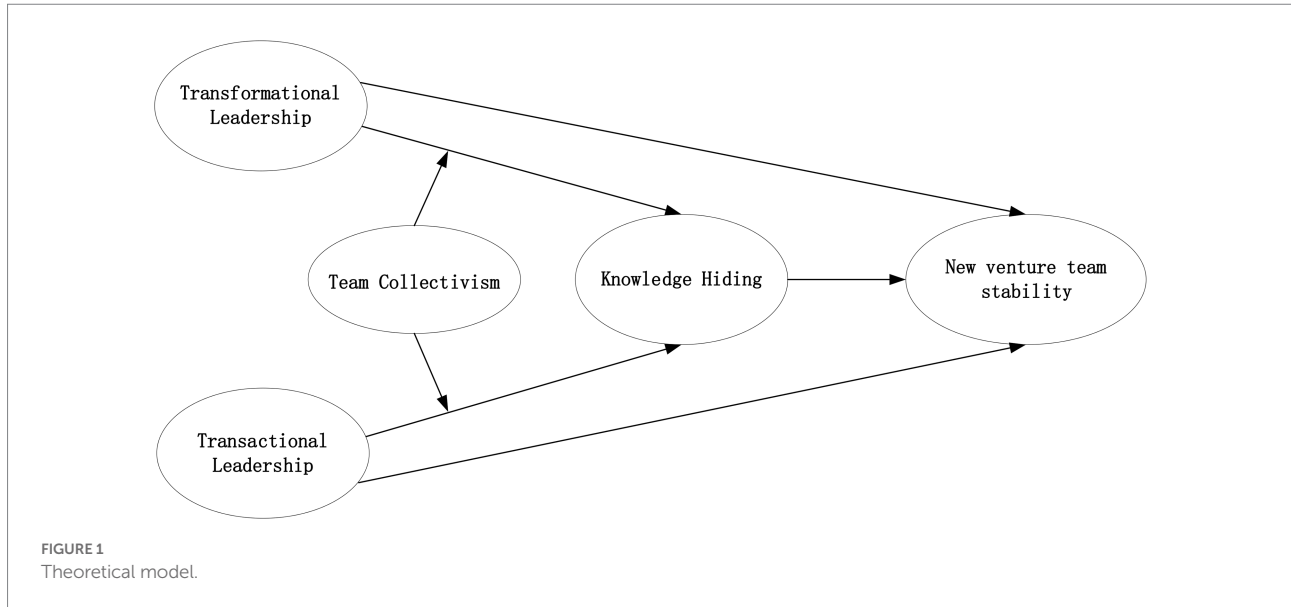 Transformational
Leadership
Team Collectivism
Knowledge Hiding
New venture team
stability
Transactional
Leadership
FIGURE 1
Theoretical model.